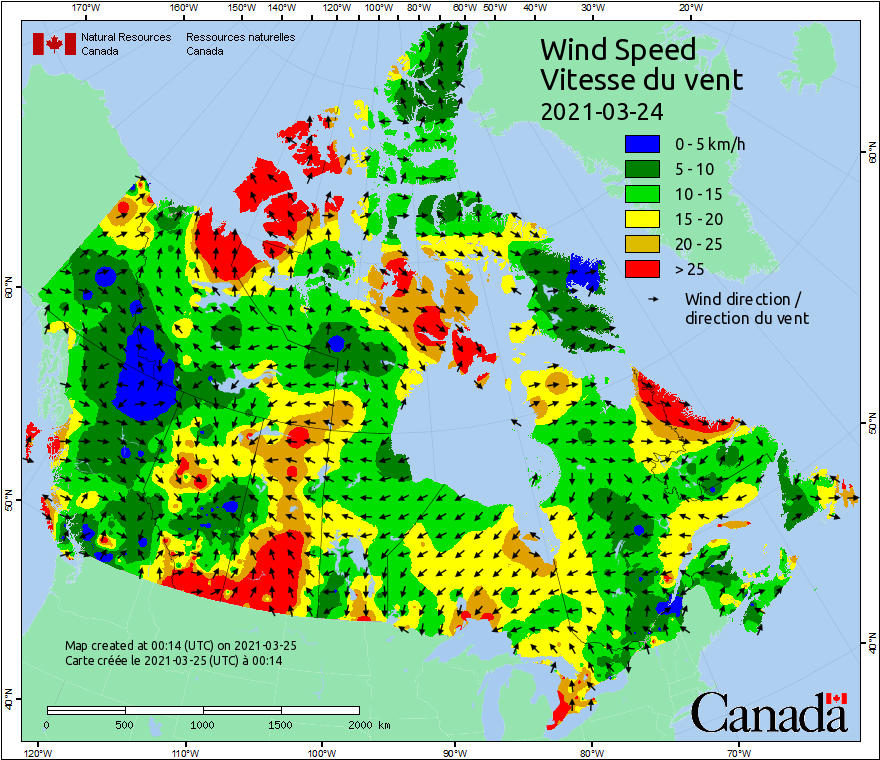 170°W 160°W 150°W 140°W 130°W 120°W 110°W 100°W 90°W 80°W 70°W 60°W 50°W 40°W 30°W 20°W
Natural Resources Canada
Ressources naturelles Canada
Wind Speed
Vitesse du vent
2021-03-24
0 - 5 km/h
5 - 10
10 - 15
15 - 20
20 - 25
> 25
Wind direction /
direction du vent
60°N
60°N
50°N
50°N
40°N
40°N
Map created at 00:14 (UTC) on 2021-03-25
Carte créée le 2021-03-25 (UTC) à 00:14
0 500 1000 1500 2000 km
Canada
120°W 110°W 100°W 90°W 80°W 70°W